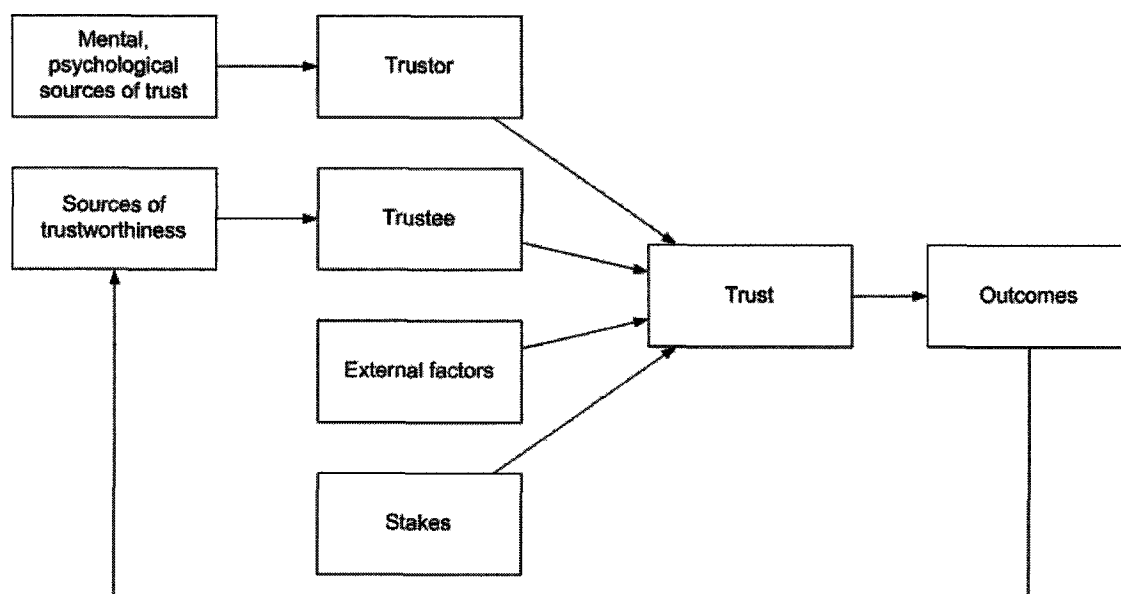 Mental,
psychological
sources of trust
Trustor
Sources of
trustworthiness
Trustee
Trust
Outcomes
External factors
Stakes